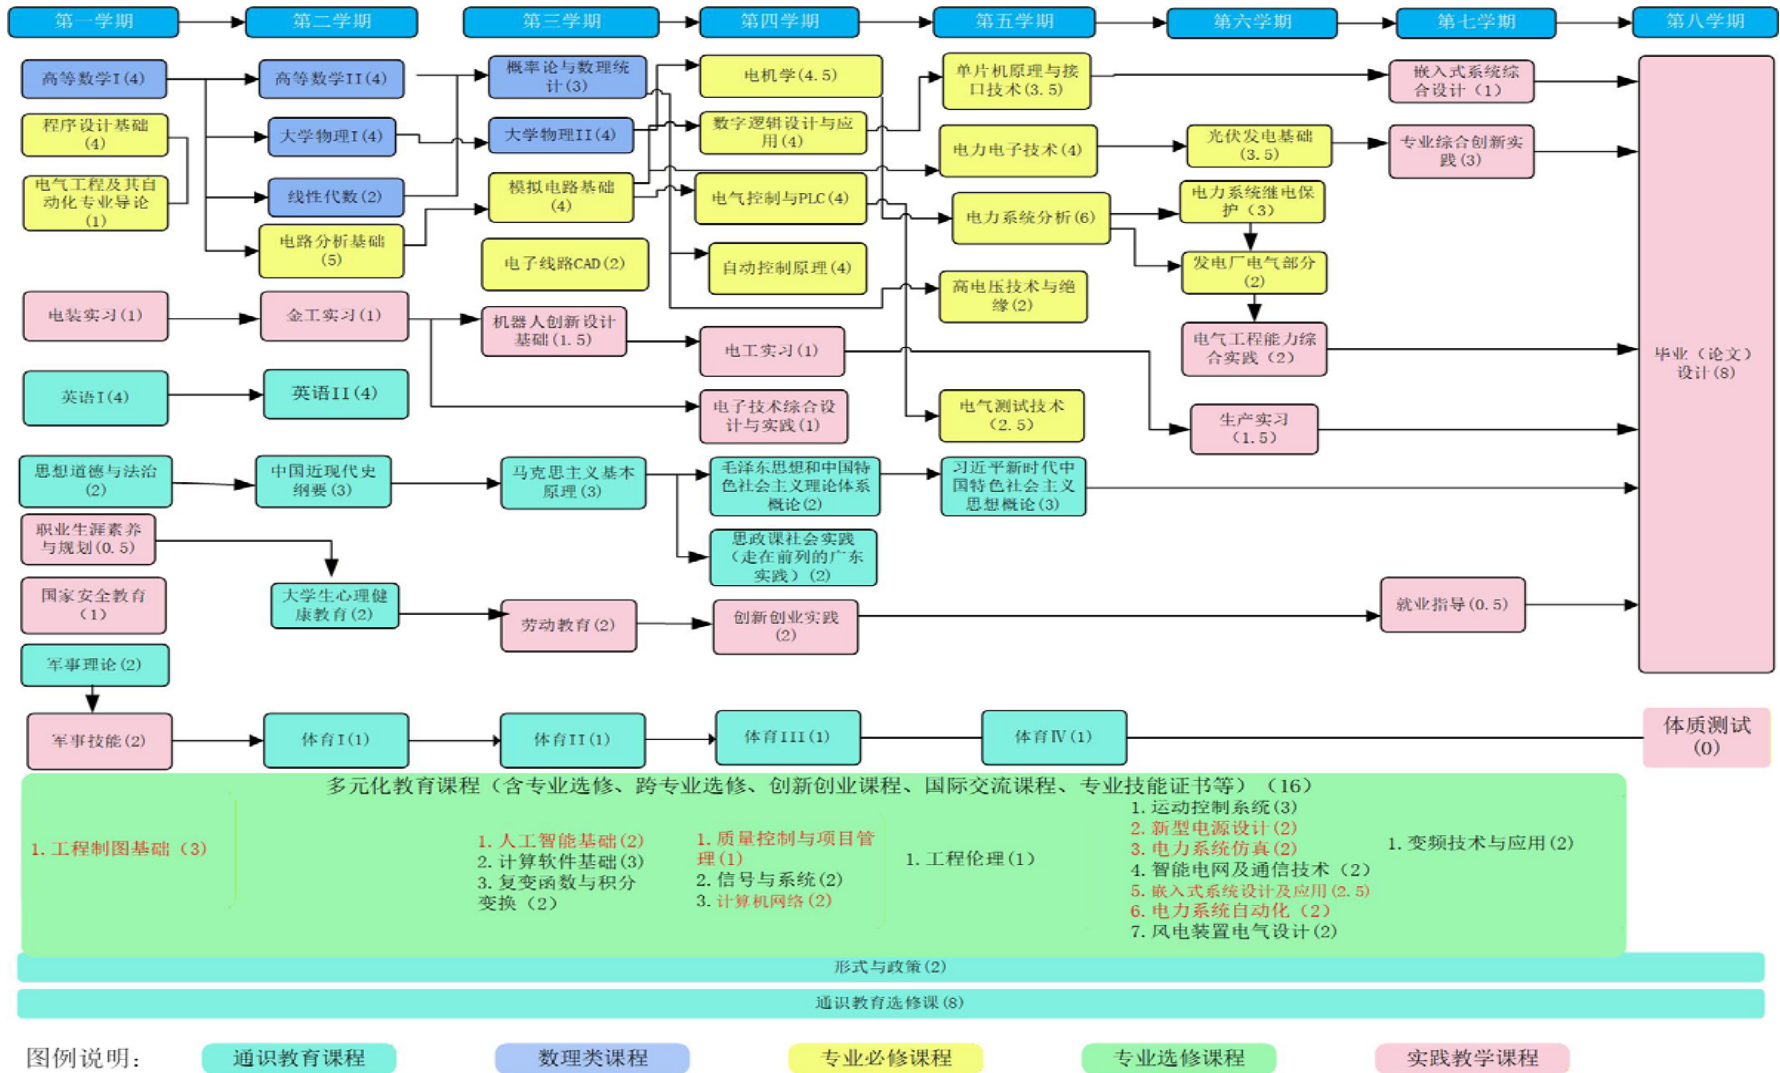 第一学期
第二学期
第三学期
第四学期
第五学期
第六学期
第七学期
第八学期
高等数学I(4)
高等数学II(4)
概率论与数理统
计(3)
电机学(4.5)
单片机原理与接
口技术(3.5)
嵌入式系统综
合设计（1）
程序设计基础
(4)
大学物理I(4)
大学物理II(4)
数字逻辑设计与应
用(4)
电力电子技术(4)
光伏发电基础
(3.5)
专业综合创新实
践(3)
电气工程及其自
动化专业导论
(1)
线性代数(2)
模拟电路基础
(4)
电气控制与PLC(4)
电力系统分析(6)
电力系统继电保
护（3）
电路分析基础
(5)
电子线路CAD(2)
自动控制原理(4)
高电压技术与绝
缘(2)
发电厂电气部分
(2)
电装实习(1)
金工实习(1)
机器人创新设计
基础(1.5)
电工实习(1)
电气工程能力综
合实践（2）
毕业（论文）
设计(8)
英语I(4)
英语II(4)
电子技术综合设
计与实践(1)
电气测试技术
（2.5）
生产实习
（1.5）
思想道德与法治
(2)
中国近现代史
纲要(3)
马克思主义基本
原理(3)
毛泽东思想和中国特
色社会主义理论体系
概论(2)
习近平新时代中
国特色社会主义
思想概论(3)
职业生涯素养
与规划(0.5)
思政课社会实践
（走在前列的广东
实践）(2)
国家安全教育
（1）
大学生心理健
康教育(2)
劳动教育(2)
创新创业实践
(2)
就业指导(0.5)
军事理论(2)
军事技能(2)
体育I(1)
体育II(1)
体育III(1)
体育Ⅳ(1)
体质测试
(0)
多元化教育课程（含专业选修、跨专业选修、创新创业课程、国际交流课程、专业技能证书等）（16）
1.工程制图基础（3）
1.人工智能基础(2)
2.计算软件基础(3)
3.复变函数与积分
变换（2）
1.质量控制与项目管
理(1)
2.信号与系统(2)
3.计算机网络(2)
1.工程伦理(1)
1.运动控制系统(3)
2.新型电源设计(2)
3.电力系统仿真(2)
4.智能电网及通信技术（2）
5.嵌入式系统设计及应用(2.5)
6.电力系统自动化（2）
7.风电装置电气设计(2)
1.变频技术与应用(2)
形式与政策(2)
通识教育选修课(8)
图例说明：
通识教育课程
数理类课程
专业必修课程
专业选修课程
实践教学课程